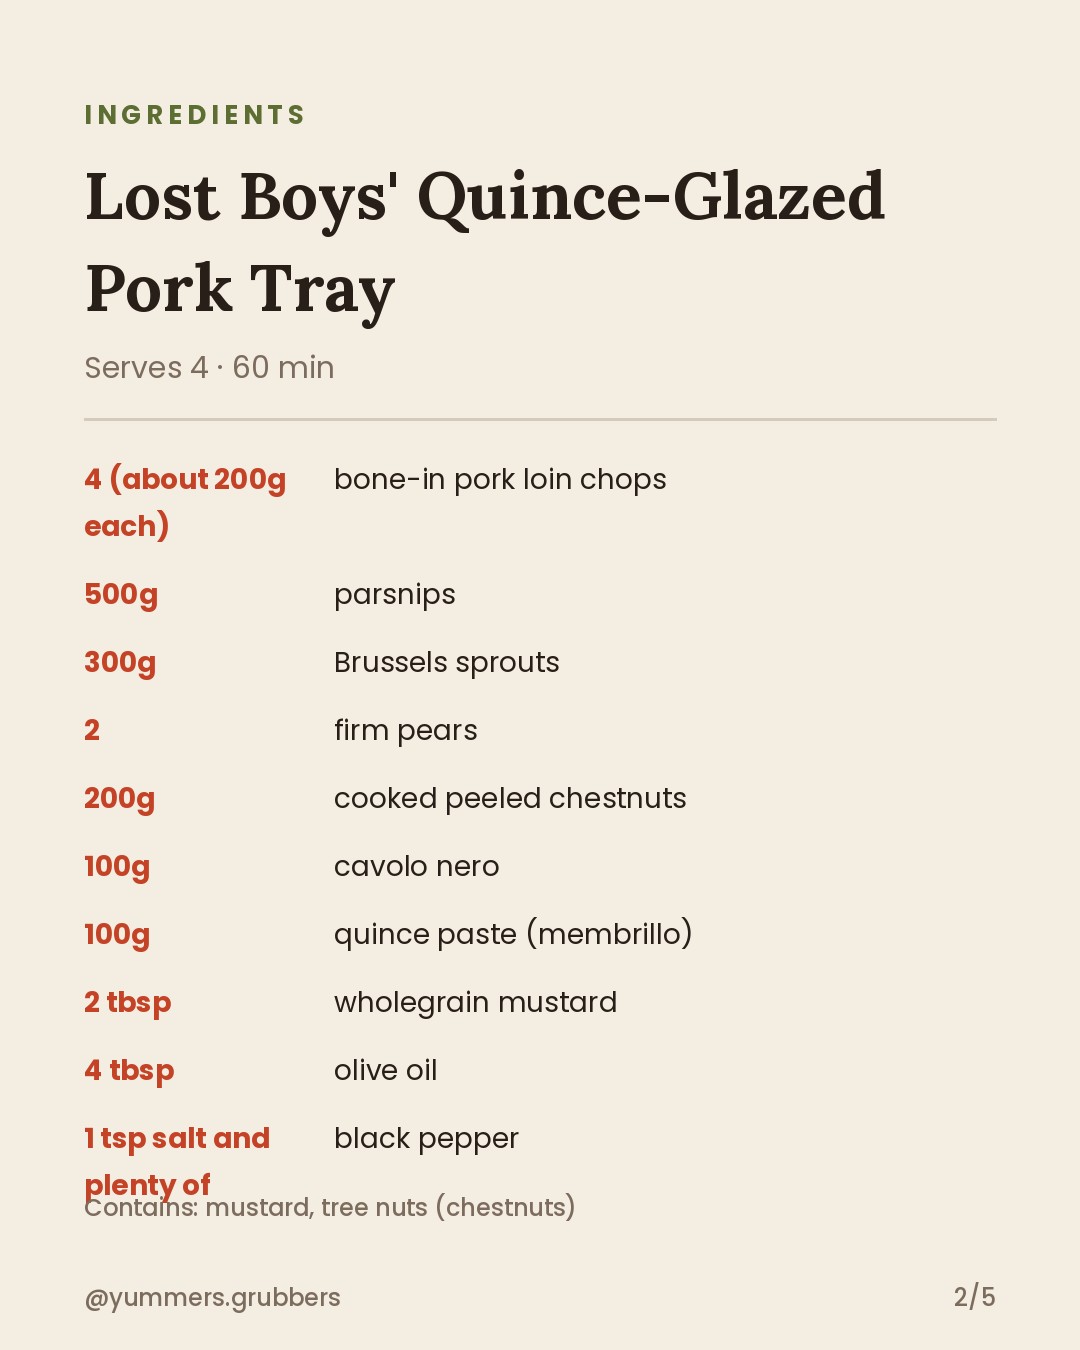 INGREDIENTS
Lost Boys' Quince-Glazed
Pork Tray
Serves 4 · 60 min
4 (about 200g each) bone-in pork loin chops
500g parsnips
300g Brussels sprouts
2 firm pears
200g cooked peeled chestnuts
100g cavolo nero
100g quince paste (membrillo)
2 tbsp wholegrain mustard
4 tbsp olive oil
1 tsp salt and plenty of black pepper
Contains: mustard, tree nuts (chestnuts)
@yummers.grubbers 2/5